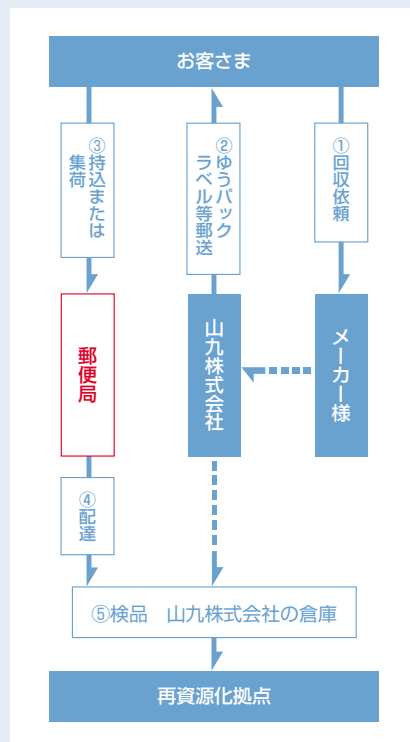 お客さま
①回収依頼
②ゆうパック
ラベル等郵送
③持込または
集荷
メーカー様
山九株式会社
郵便局
④配達
⑤検品　山九株式会社の倉庫
再資源化拠点